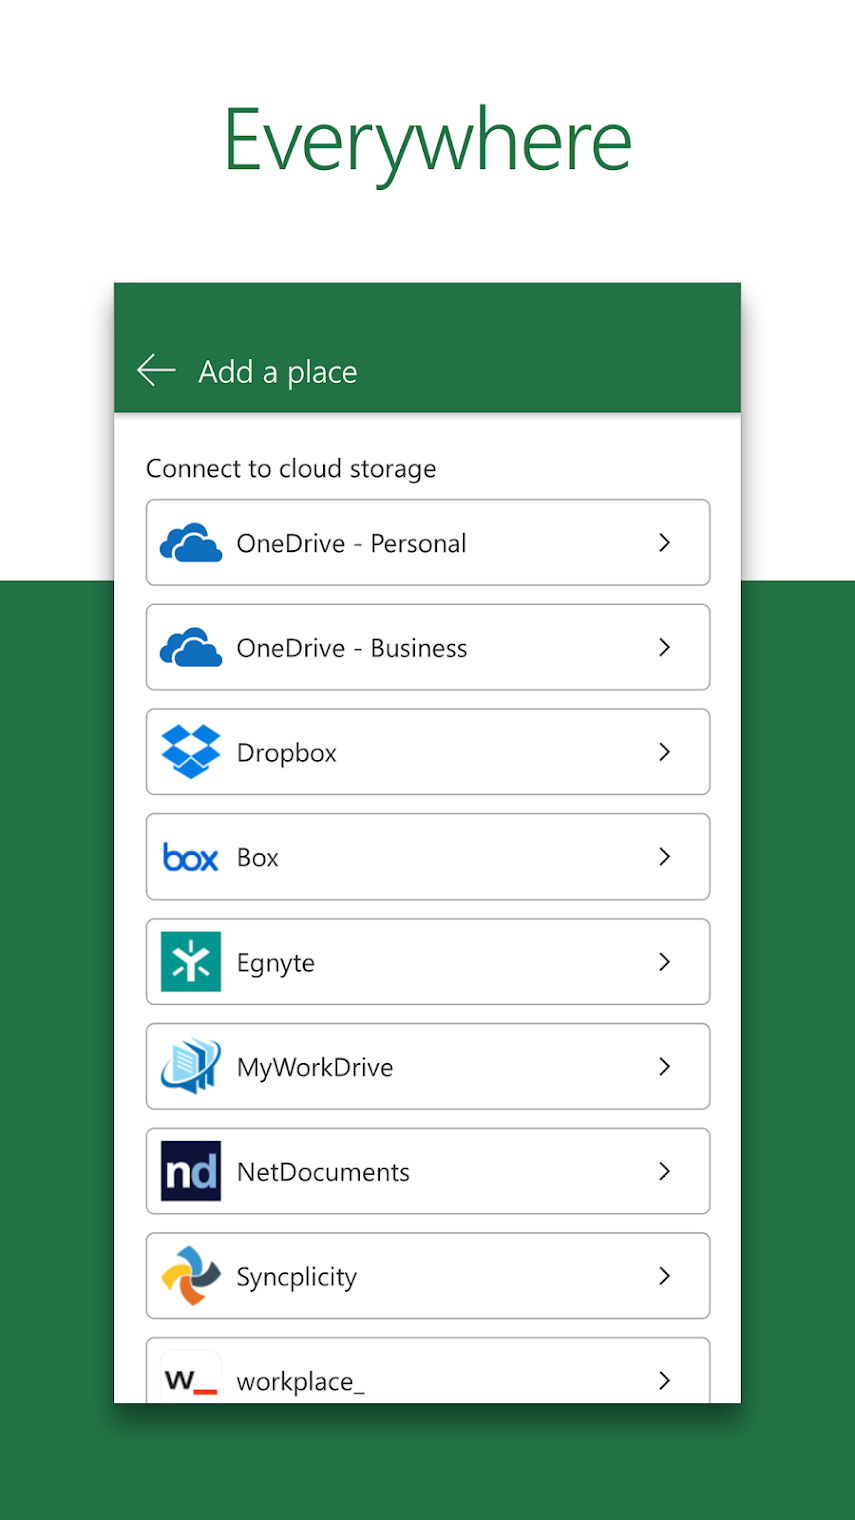 Everywhere
Add a place
Connect to cloud storage
OneDrive - Personal
OneDrive - Business
Dropbox
box Box
Egnyte
MyWorkDrive
nd NetDocuments
Syncplicity
w_ workplace_